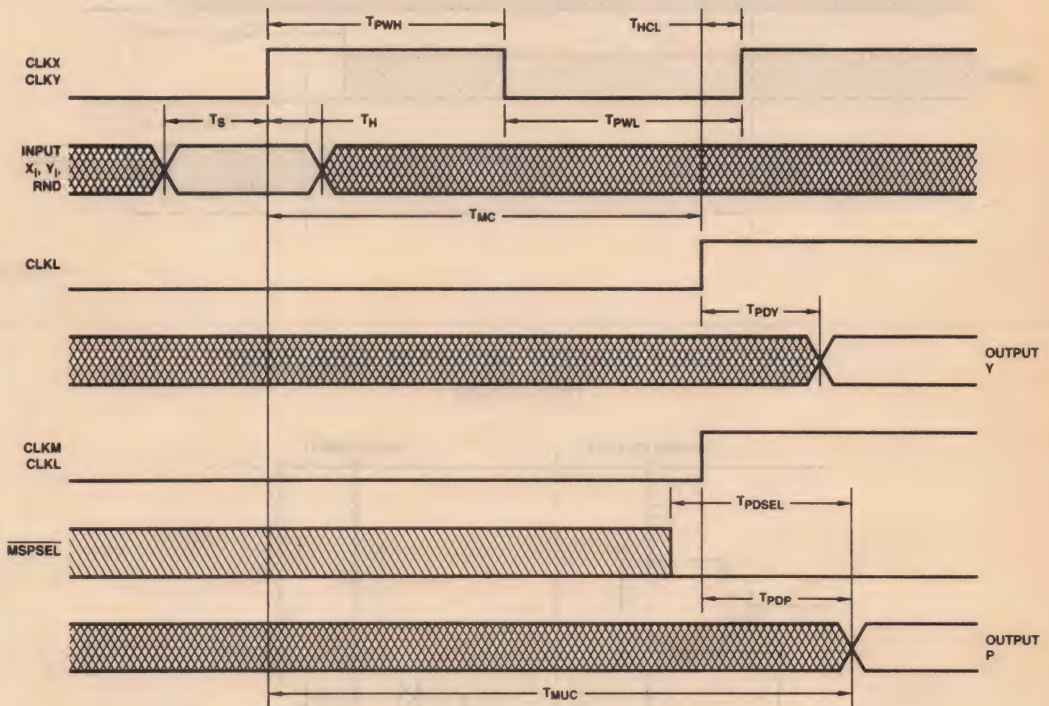 TPWH
THCL
CLKX
CLKY
TS
TH
TPWL
INPUT
XI, YI,
RND
TMC
CLKL
TPDY
OUTPUT
Y
CLKM
CLKL
TPDSEL
MSPSEL
TPDP
OUTPUT
P
TMUC